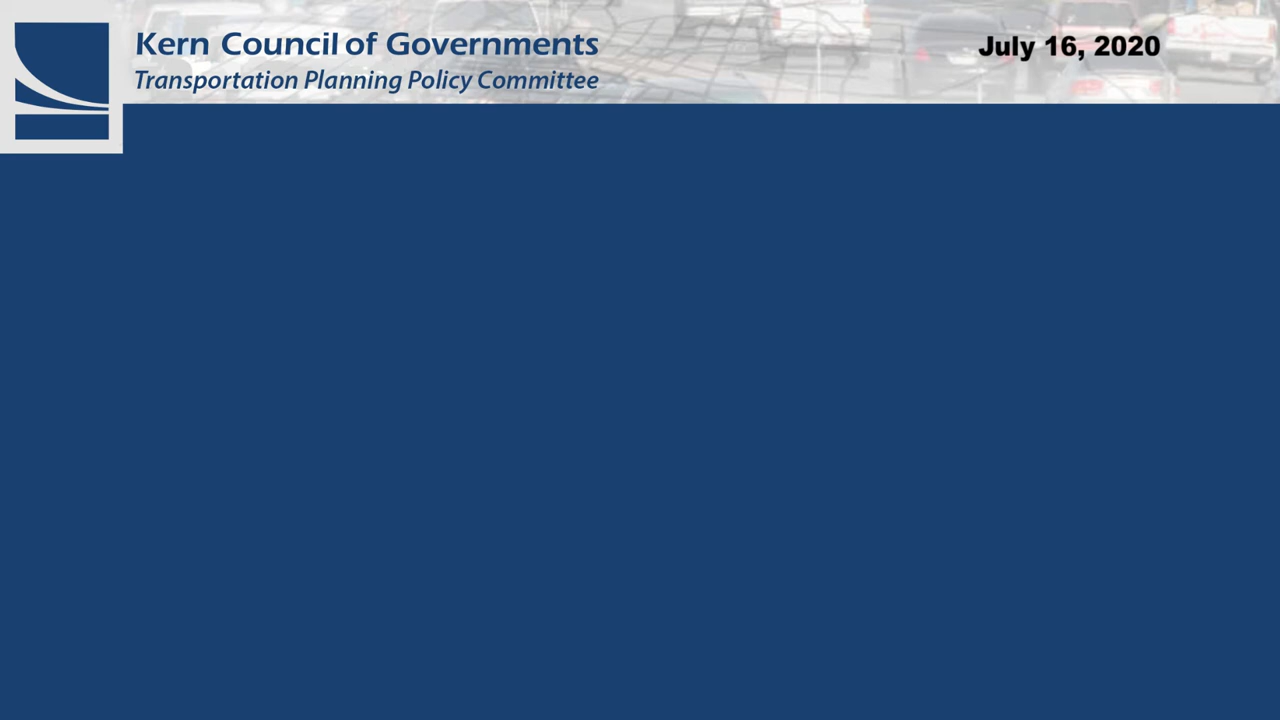 Kern Council of Governments
Transportation Planning Policy Committee
July 16, 2020